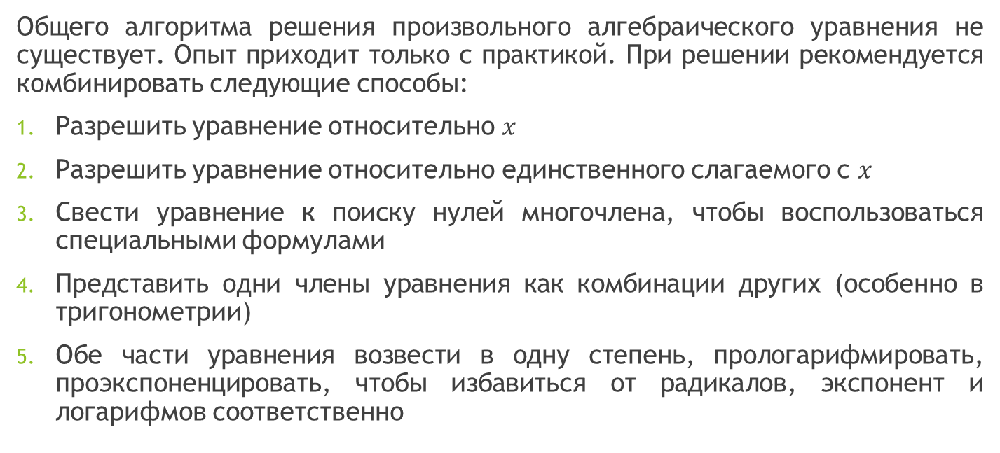 Общего алгоритма решения произвольного алгебраического уравнения не
существует. Опыт приходит только с практикой. При решении рекомендуется
комбинировать следующие способы:
1. Разрешить уравнение относительно x
2. Разрешить уравнение относительно единственного слагаемого с x
3. Свести уравнение к поиску нулей многочлена, чтобы воспользоваться
специальными формулами
4. Представить одни члены уравнения как комбинации других (особенно в
тригонометрии)
5. Обе части уравнения возвести в одну степень, прологарифмировать,
проэкспоненцировать, чтобы избавиться от радикалов, экспонент и
логарифмов соответственно